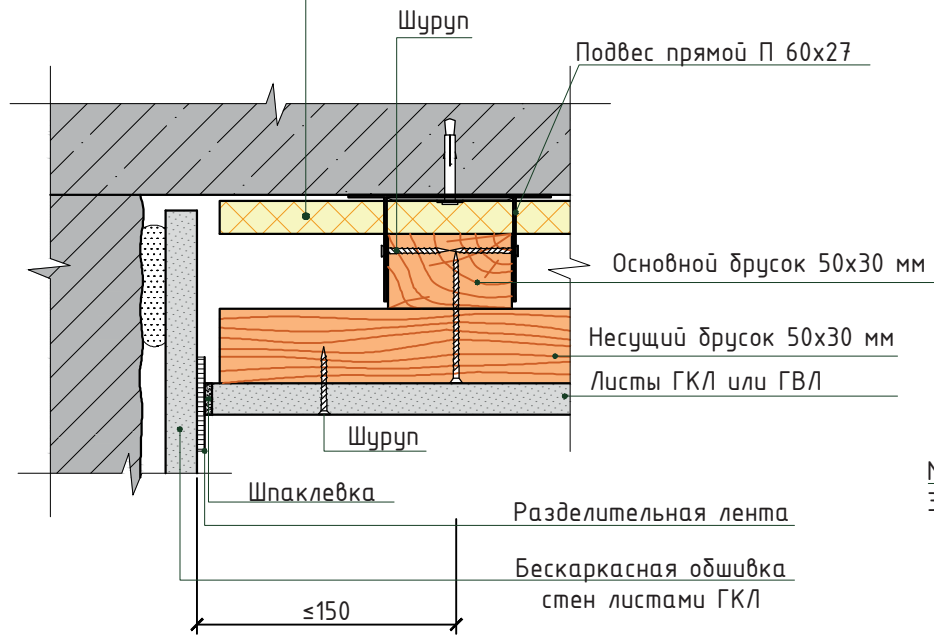 Шуруп
Подвес прямой П 60х27
Основной брусок 50х30 мм
Несущий брусок 50х30 мм
Листы ГКЛ или ГВЛ
Шуруп
Шпаклевка
Разделительная лента
Бескаркасная обшивка
стен листами ГКЛ
≤150